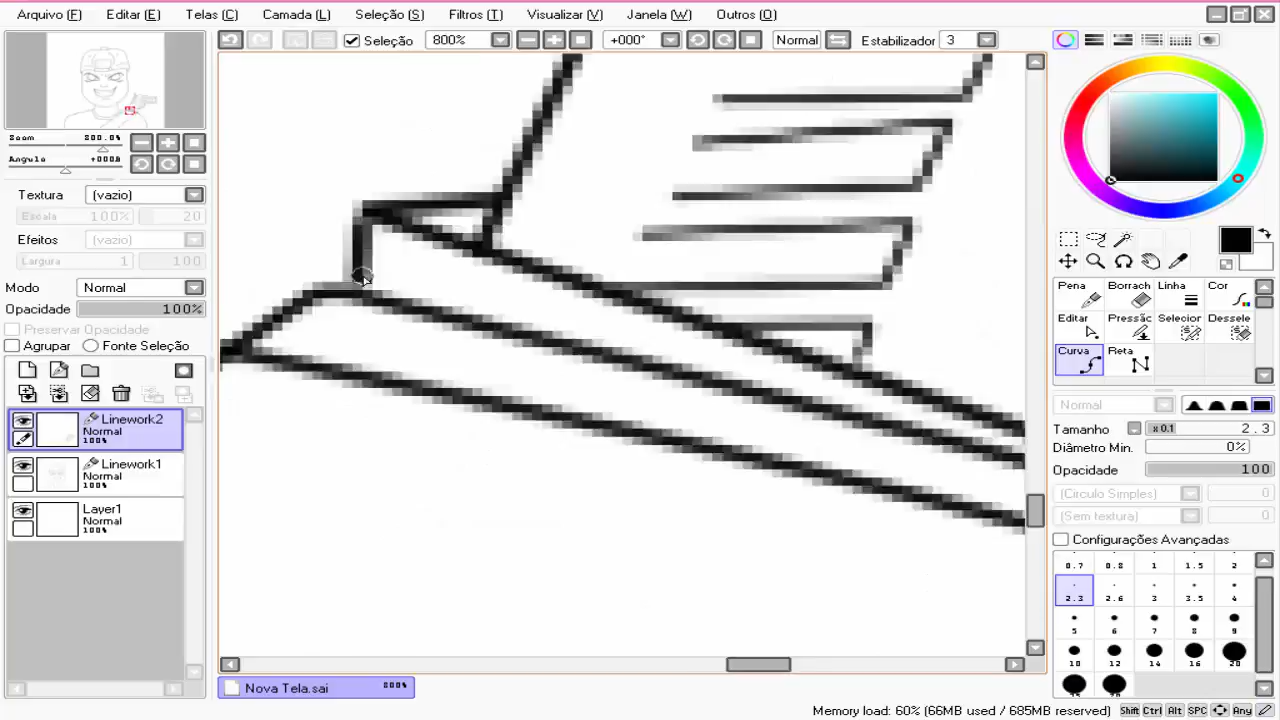 Arquivo (F) Editar (E) Telas (C) Camada (L) Seleção (S) Filtros (T) Visualizar (V) Janela (W) Outros (O)
Seleção 800% +000° Normal Estabilizador 3
Zoom 800.0%
Angulo +000.0
Textura (vazio)
Escala 100% 20
Efeitos (vazio)
Largura 1 100
Modo Normal
Opacidade 100%
Preservar Opacidade
Agrupar Fonte Seleção
Linework2
Normal
100%
Linework1
Normal
100%
Layer1
Normal
100%
Nova Tela.sai 800%
Pena Borrach Linha Cor
Editar Pressão Selecior Dessele
Curva Reta
Normal
Tamanho x 0.1 2.3
Diâmetro Min. 0%
Opacidade 100
(Circulo Simples) 0
(Sem textura) 0
Configurações Avançadas
0.7 0.8 1 1.5 2
2.3 2.6 3 3.5 4
5 6 7 8 9
10 12 14 16 20
Memory load: 60% (66MB used / 685MB reserved) Shift Ctrl Alt SPC Any